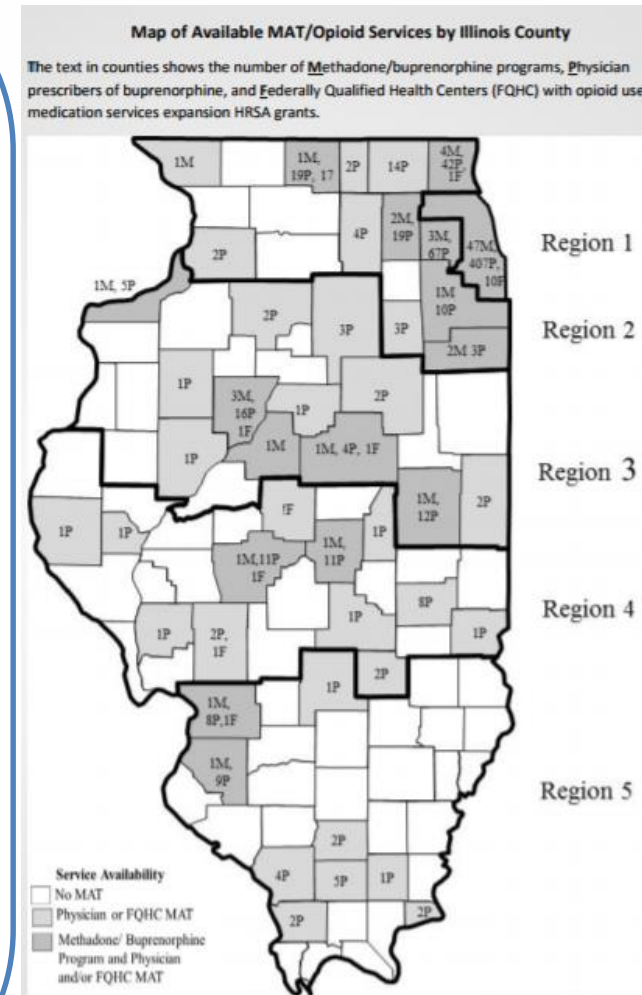 Map of Available MAT/Opioid Services by Illinois County
The text in counties shows the number of Methadone/buprenorphine programs, Physician
prescribers of buprenorphine, and Federally Qualified Health Centers (FQHC) with opioid use
medication services expansion HRSA grants.
1M
1M,
19P, 17
2P
14P
4M,
42P,
1F
2P
4P
2M,
19P
3M,
67P
47M,
407P,
10F
Region 1
1M, 5P
2P
3P
3P
1M
10P
2M 3P
Region 2
1P
3M,
16P
1F
1P
2P
1P
1M
1M, 4P, 1F
1M,
12P
2P
Region 3
1P
1P
1F
1P
1M,11P
1F
1M,
11P
8P
1P
2P,
1F
1P
1P
2P
Region 4
1M,
8P,1F
1P
1M,
9P
Region 5
2P
4P
5P
1P
2P
2P
Service Availability
No MAT
Physician or FQHC MAT
Methadone/ Buprenorphine
Program and Physician
and/or FQHC MAT